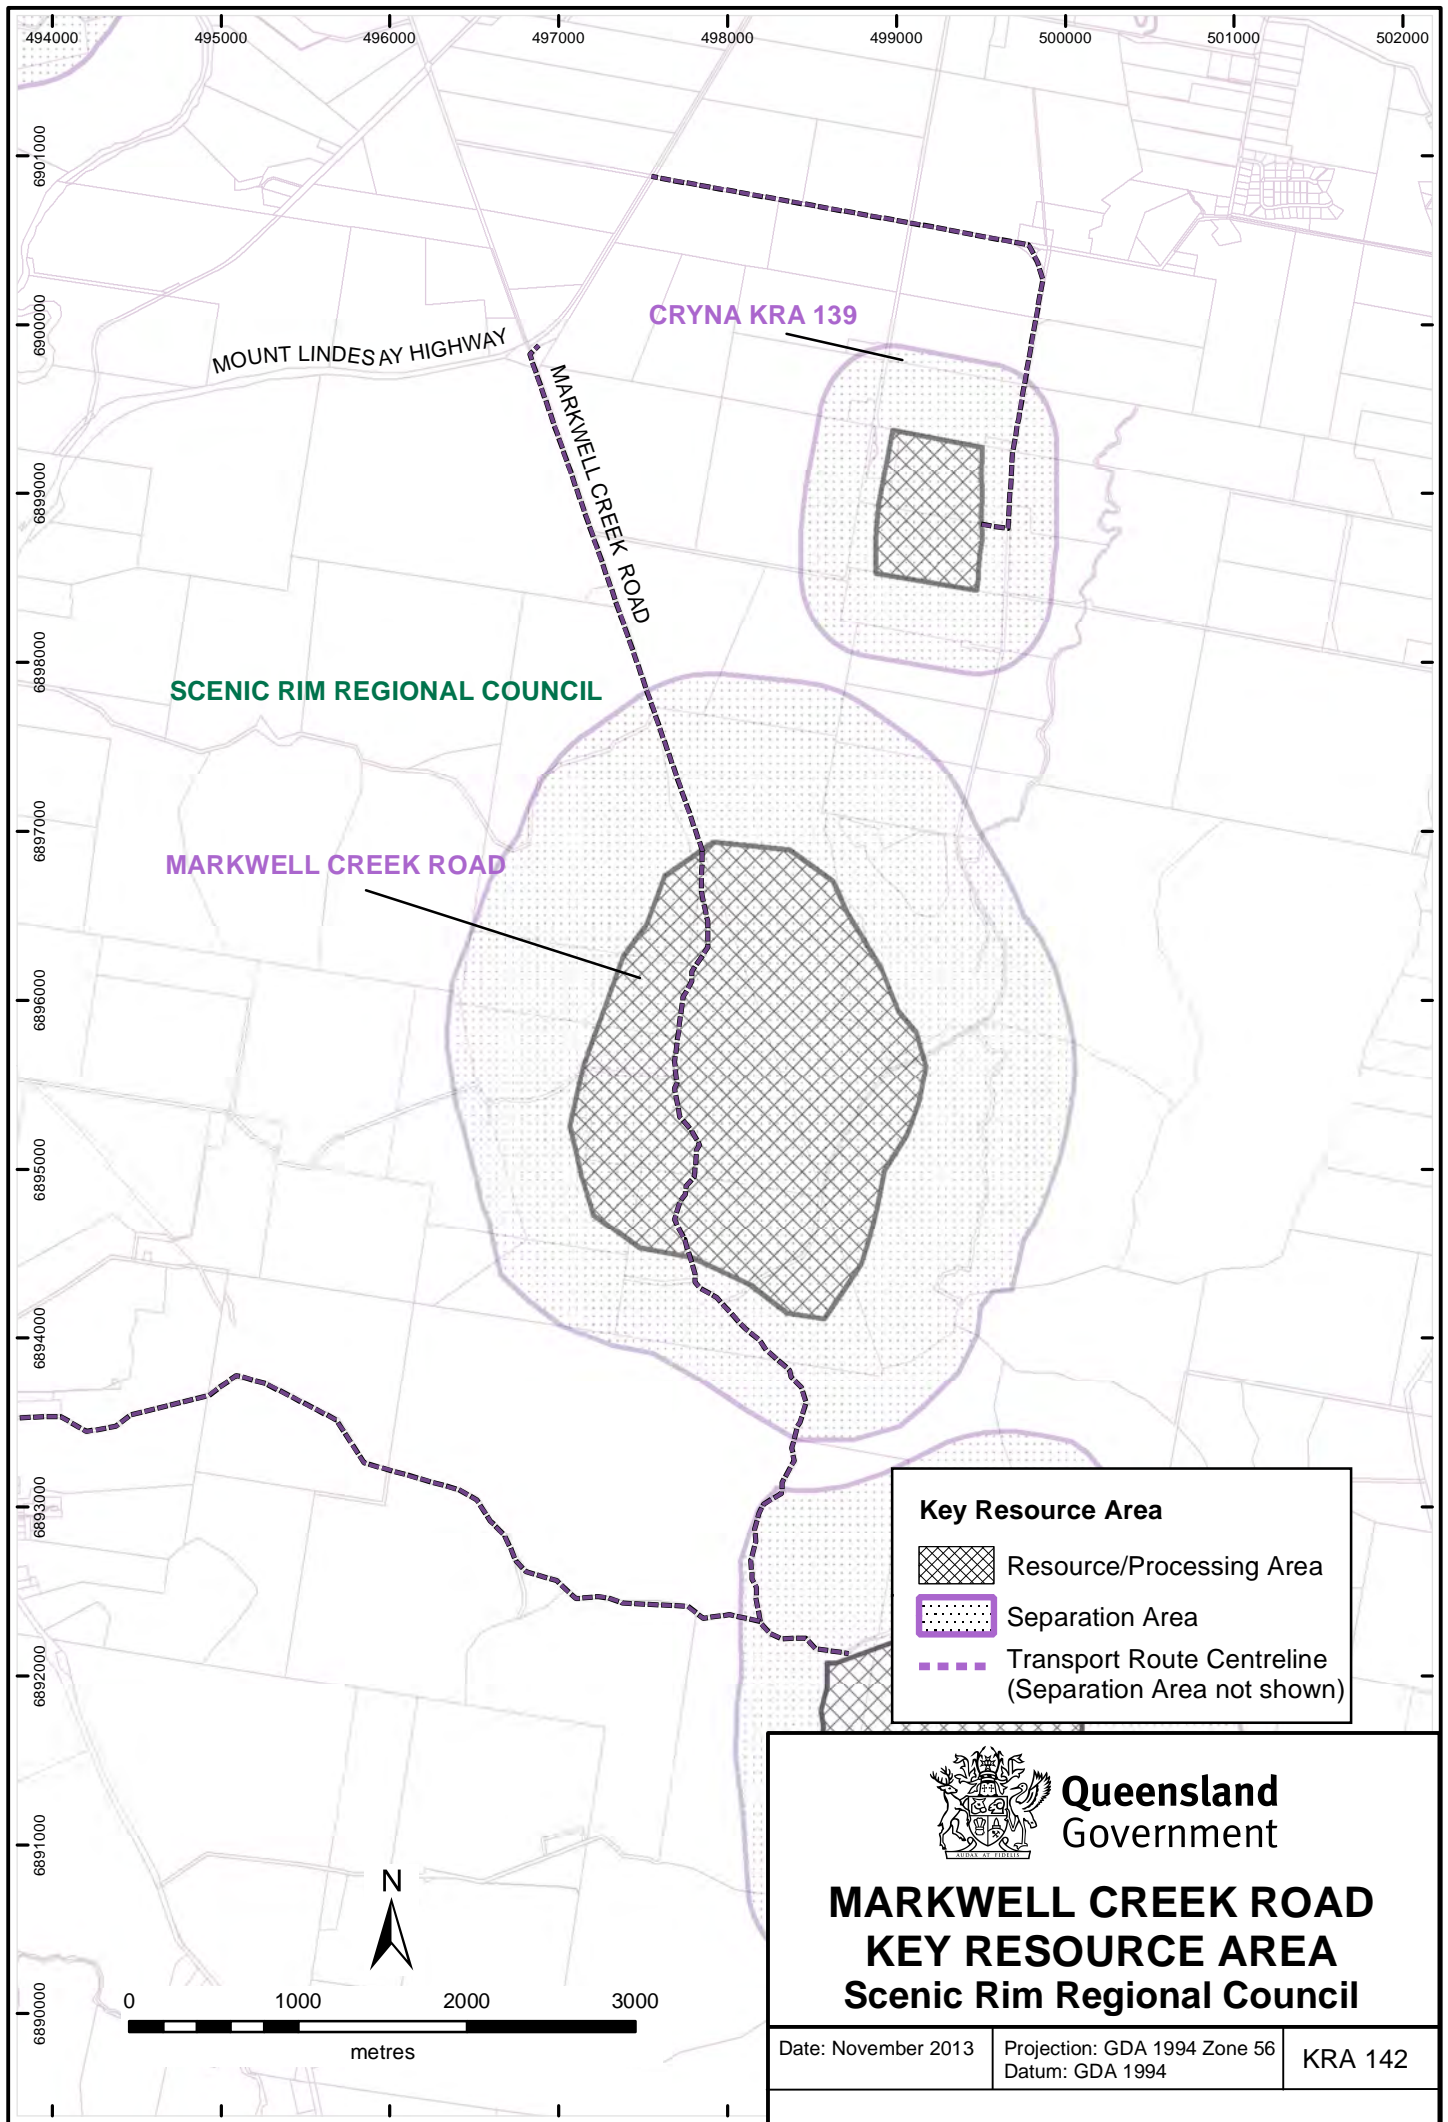 494000
495000
496000
497000
498000
499000
500000
501000
502000
6901000
6900000
6899000
6898000
6897000
6896000
6895000
6894000
6893000
6892000
6891000
6890000
CRYNA KRA 139
MOUNT LINDESAY HIGHWAY
MARKWELL CREEK ROAD
SCENIC RIM REGIONAL COUNCIL
MARKWELL CREEK ROAD
Key Resource Area
Resource/Processing Area
Separation Area
Transport Route Centreline
(Separation Area not shown)
N
0
1000
2000
3000
metres
AUDAX AT FIDELIS
Queensland
Government
MARKWELL CREEK ROAD
KEY RESOURCE AREA
Scenic Rim Regional Council
Date: November 2013
Projection: GDA 1994 Zone 56
Datum: GDA 1994
KRA 142